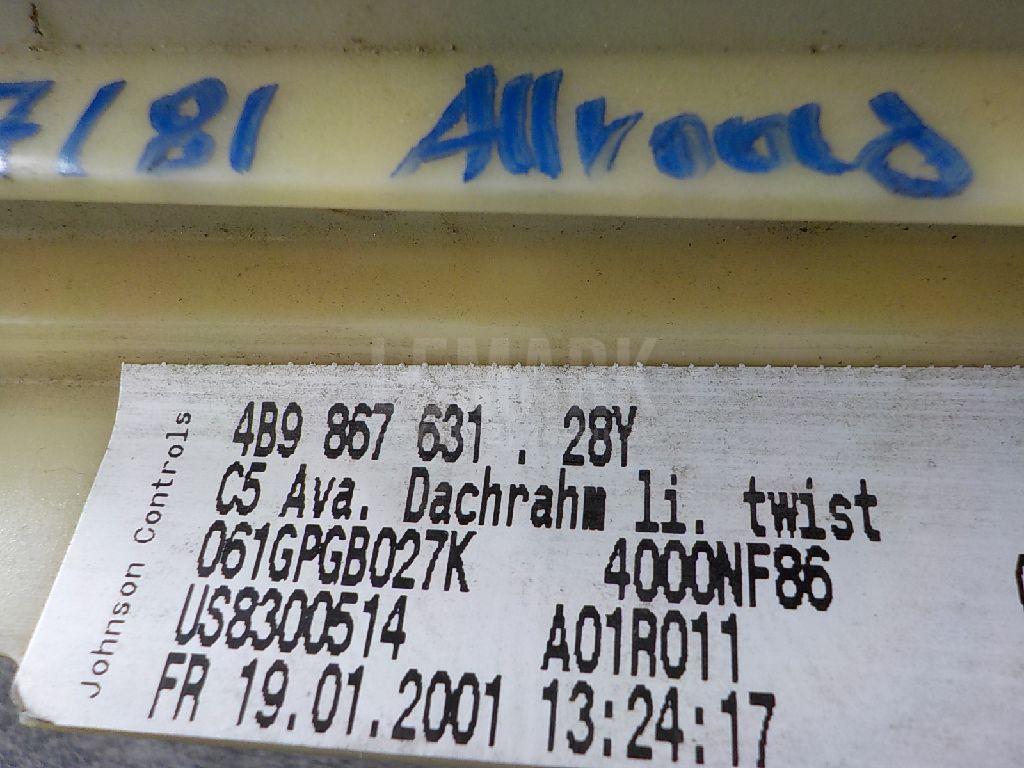 7/81 Allroad
LEMARK
4B9 867 631 . 28Y
C5 Ava. Dachrahm li. twist
061GPGB027K 4000NF86
US8300514 A01R011
FR 19.01.2001 13:24:17
Johnson Controls